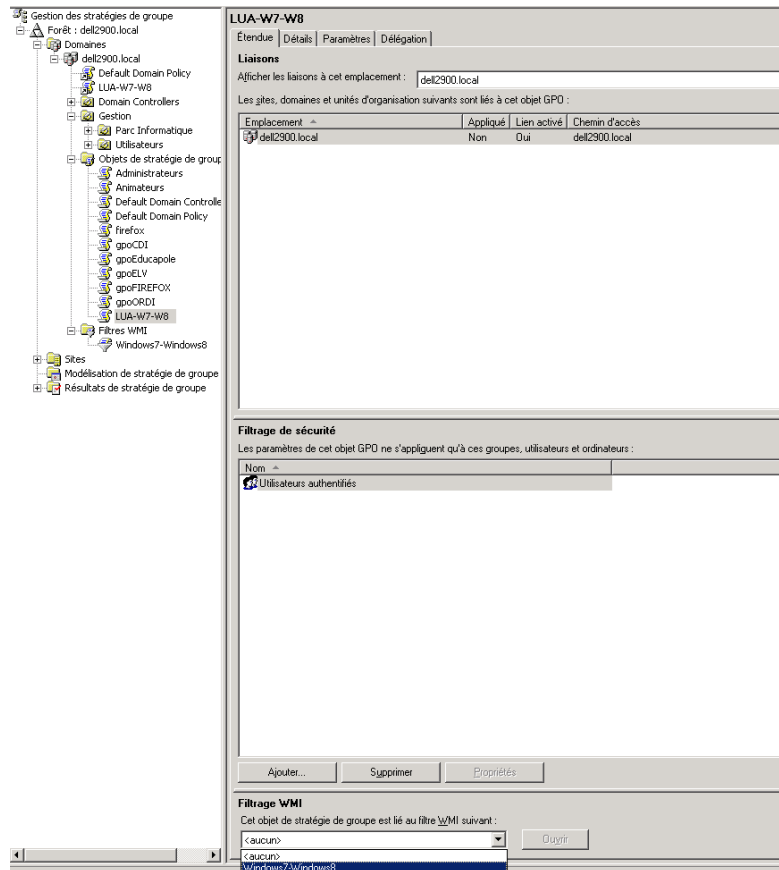 Gestion des stratégies de groupe
Forêt : dell2900.local
Domaines
dell2900.local
Default Domain Policy
LUA-W7-W8
Domain Controllers
Gestion
Parc Informatique
Utilisateurs
Objets de stratégie de group
Administrateurs
Animateurs
Default Domain Controlle
Default Domain Policy
firefox
gpoCDI
gpoEducapole
gpoELV
gpoFIREFOX
gpoORDI
LUA-W7-W8
Filtres WMI
Windows7-Windows8
Sites
Modélisation de stratégie de groupe
Résultats de stratégie de groupe
LUA-W7-W8
Étendue Détails Paramètres Délégation
Liaisons
Afficher les liaisons à cet emplacement : dell2900.local
Les sites, domaines et unités d'organisation suivants sont liés à cet objet GPO :
Emplacement Appliqué Lien activé Chemin d'accès
dell2900.local Non Oui dell2900.local
Filtrage de sécurité
Les paramètres de cet objet GPO ne s'appliquent qu'à ces groupes, utilisateurs et ordinateurs :
Nom
Utilisateurs authentifiés
Ajouter... Supprimer Propriétés
Filtrage WMI
Cet objet de stratégie de groupe est lié au filtre WMI suivant :
<aucun> Ouvrir
<aucun>
Windows7-Windows8